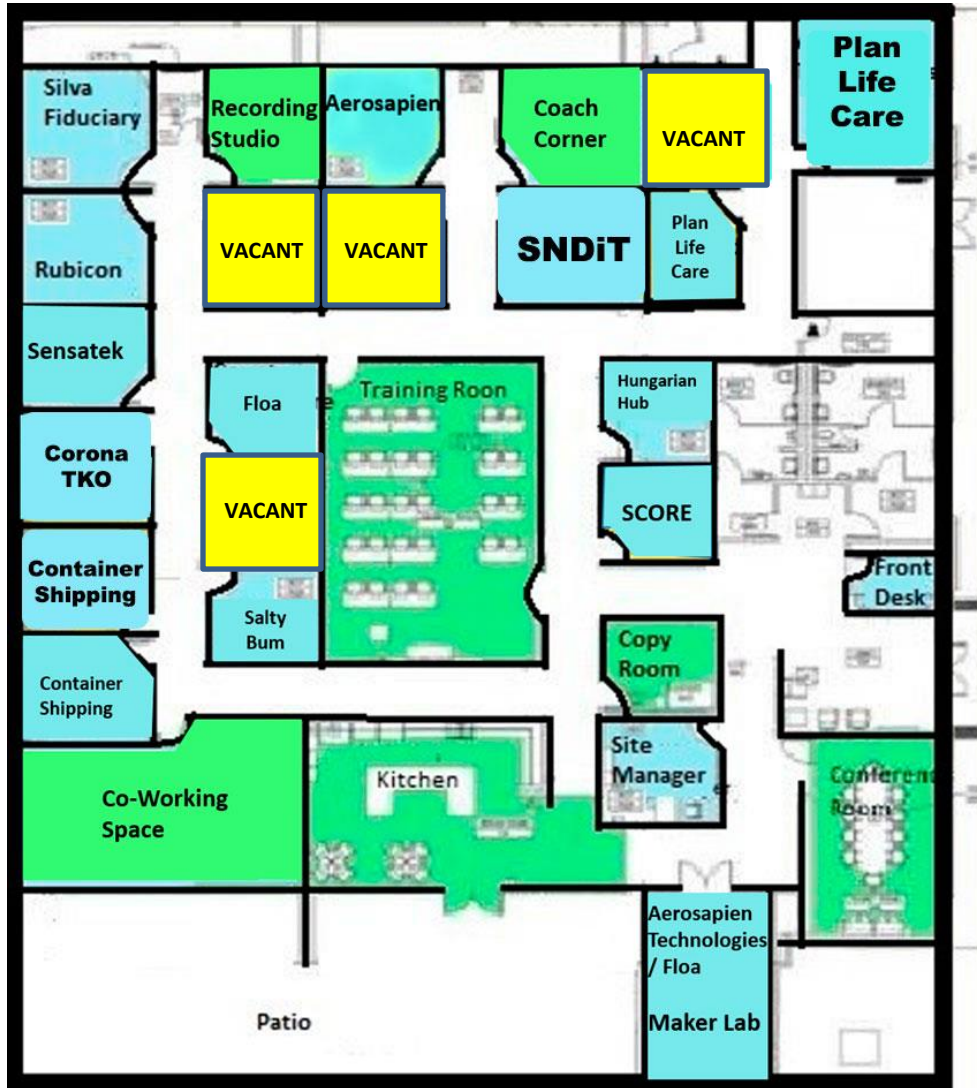 Silva
Fiduciary
Recording
Studio
Aerosapien
Coach
Corner
VACANT
Plan
Life
Care
Rubicon
VACANT
VACANT
SNDiT
Plan
Life
Care
Sensatek
Floa
Training Roon
Hungarian
Hub
Corona
TKO
VACANT
SCORE
Container
Shipping
Salty
Bum
Front
Desk
Copy
Room
Container
Shipping
Site
Manager
Kitchen
Conferenc
Room
Co-Working
Space
Aerosapien
Technologies
/ Floa
Maker Lab
Patio